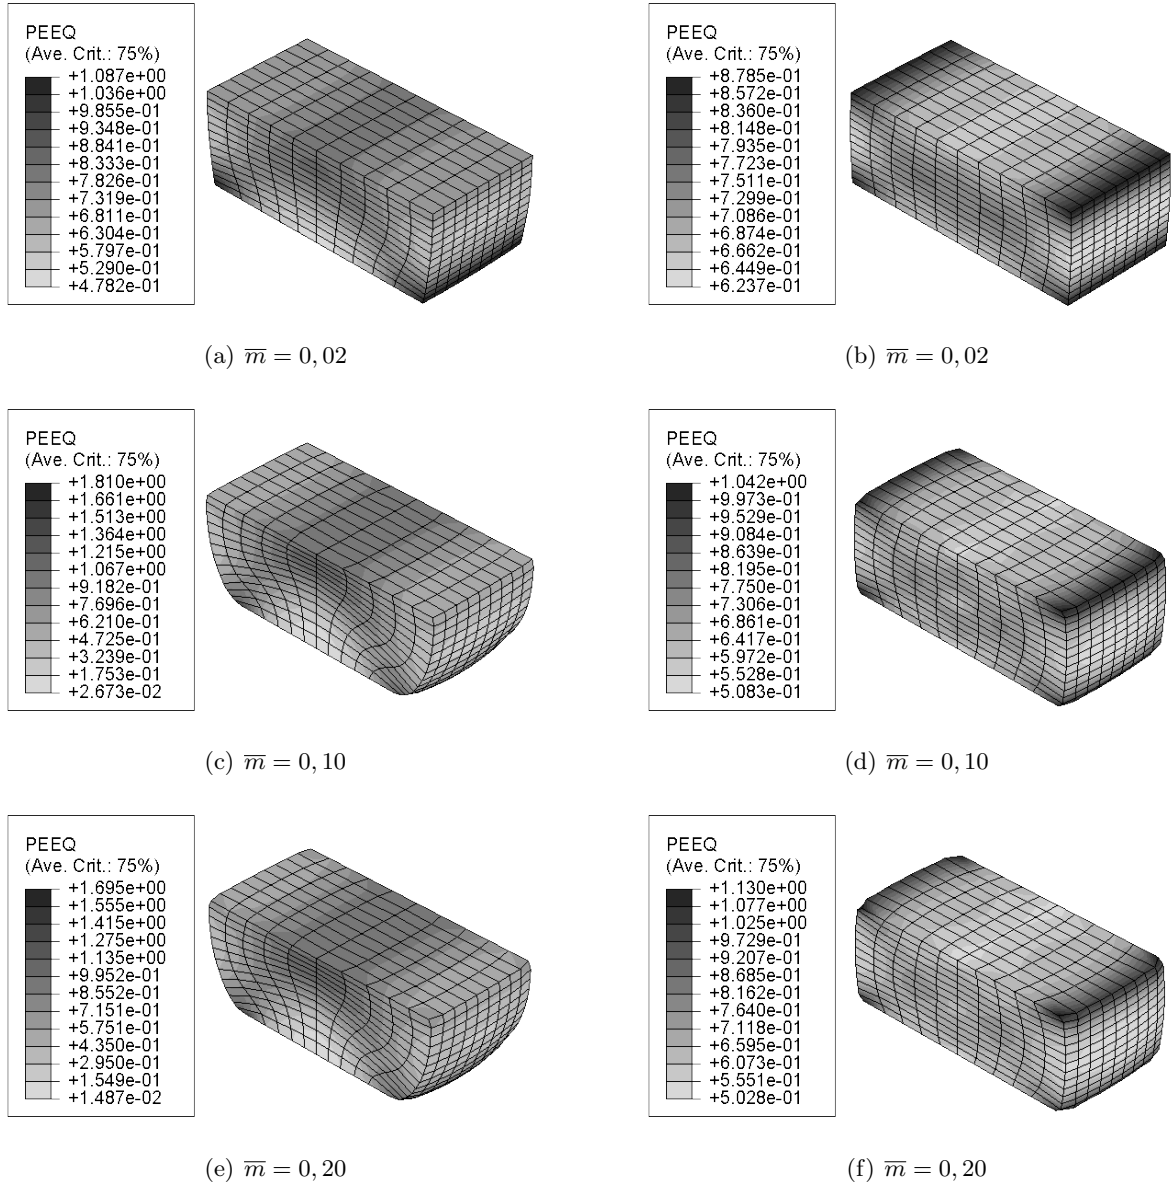 PEEQ
(Ave. Crit.: 75%)
+1.087e+00
+1.036e+00
+9.855e-01
+9.348e-01
+8.841e-01
+8.333e-01
+7.826e-01
+7.319e-01
+6.811e-01
+6.304e-01
+5.797e-01
+5.290e-01
+4.782e-01
(a) m̅ = 0, 02
PEEQ
(Ave. Crit.: 75%)
+8.785e-01
+8.572e-01
+8.360e-01
+8.148e-01
+7.935e-01
+7.723e-01
+7.511e-01
+7.299e-01
+7.086e-01
+6.874e-01
+6.662e-01
+6.449e-01
+6.237e-01
(b) m̅ = 0, 02
PEEQ
(Ave. Crit.: 75%)
+1.810e+00
+1.661e+00
+1.513e+00
+1.364e+00
+1.215e+00
+1.067e+00
+9.182e-01
+7.696e-01
+6.210e-01
+4.725e-01
+3.239e-01
+1.753e-01
+2.673e-02
(c) m̅ = 0, 10
PEEQ
(Ave. Crit.: 75%)
+1.042e+00
+9.973e-01
+9.529e-01
+9.084e-01
+8.639e-01
+8.195e-01
+7.750e-01
+7.306e-01
+6.861e-01
+6.417e-01
+5.972e-01
+5.528e-01
+5.083e-01
(d) m̅ = 0, 10
PEEQ
(Ave. Crit.: 75%)
+1.695e+00
+1.555e+00
+1.415e+00
+1.275e+00
+1.135e+00
+9.952e-01
+8.552e-01
+7.151e-01
+5.751e-01
+4.350e-01
+2.950e-01
+1.549e-01
+1.487e-02
(e) m̅ = 0, 20
PEEQ
(Ave. Crit.: 75%)
+1.130e+00
+1.077e+00
+1.025e+00
+9.729e-01
+9.207e-01
+8.685e-01
+8.162e-01
+7.640e-01
+7.118e-01
+6.595e-01
+6.073e-01
+5.551e-01
+5.028e-01
(f) m̅ = 0, 20